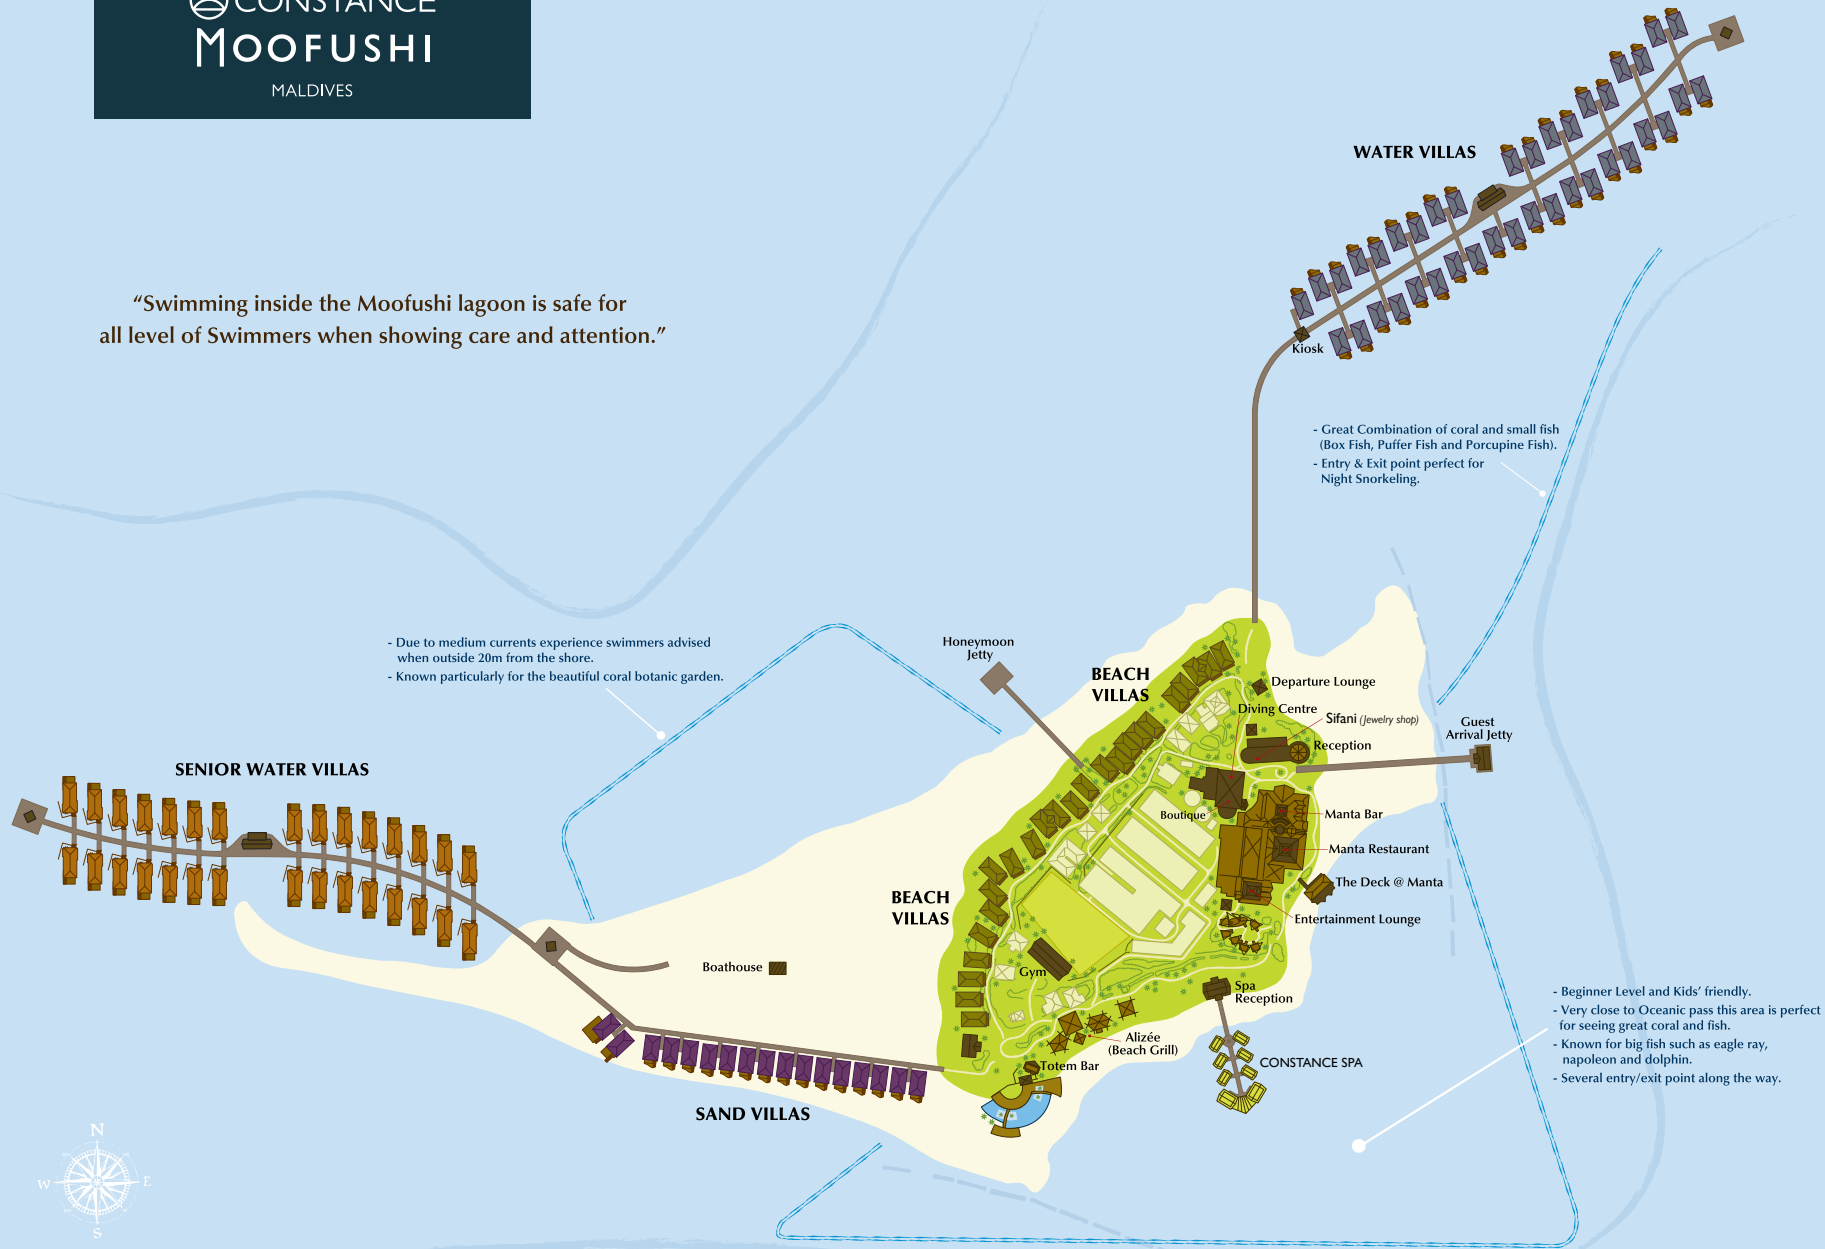 CONSTANCE
MOOFUSHI
MALDIVES
WATER VILLAS
“Swimming inside the Moofushi lagoon is safe for
all level of Swimmers when showing care and attention.”
Kiosk
- Great Combination of coral and small fish
(Box Fish, Puffer Fish and Porcupine Fish).
- Entry & Exit point perfect for
Night Snorkeling.
- Due to medium currents experience swimmers advised
when outside 20m from the shore.
- Known particularly for the beautiful coral botanic garden.
Honeymoon
Jetty
BEACH
VILLAS
Departure Lounge
Diving Centre
Sifani (Jewelry shop)
Guest
Arrival Jetty
Reception
SENIOR WATER VILLAS
Boutique
Manta Bar
Manta Restaurant
The Deck @ Manta
BEACH
VILLAS
Entertainment Lounge
Boathouse
Gym
Spa
Reception
- Beginner Level and Kids’ friendly.
- Very close to Oceanic pass this area is perfect
for seeing great coral and fish.
- Known for big fish such as eagle ray,
napoleon and dolphin.
- Several entry/exit point along the way.
Alizée
(Beach Grill)
Totem Bar
CONSTANCE SPA
SAND VILLAS
N
W
E
S